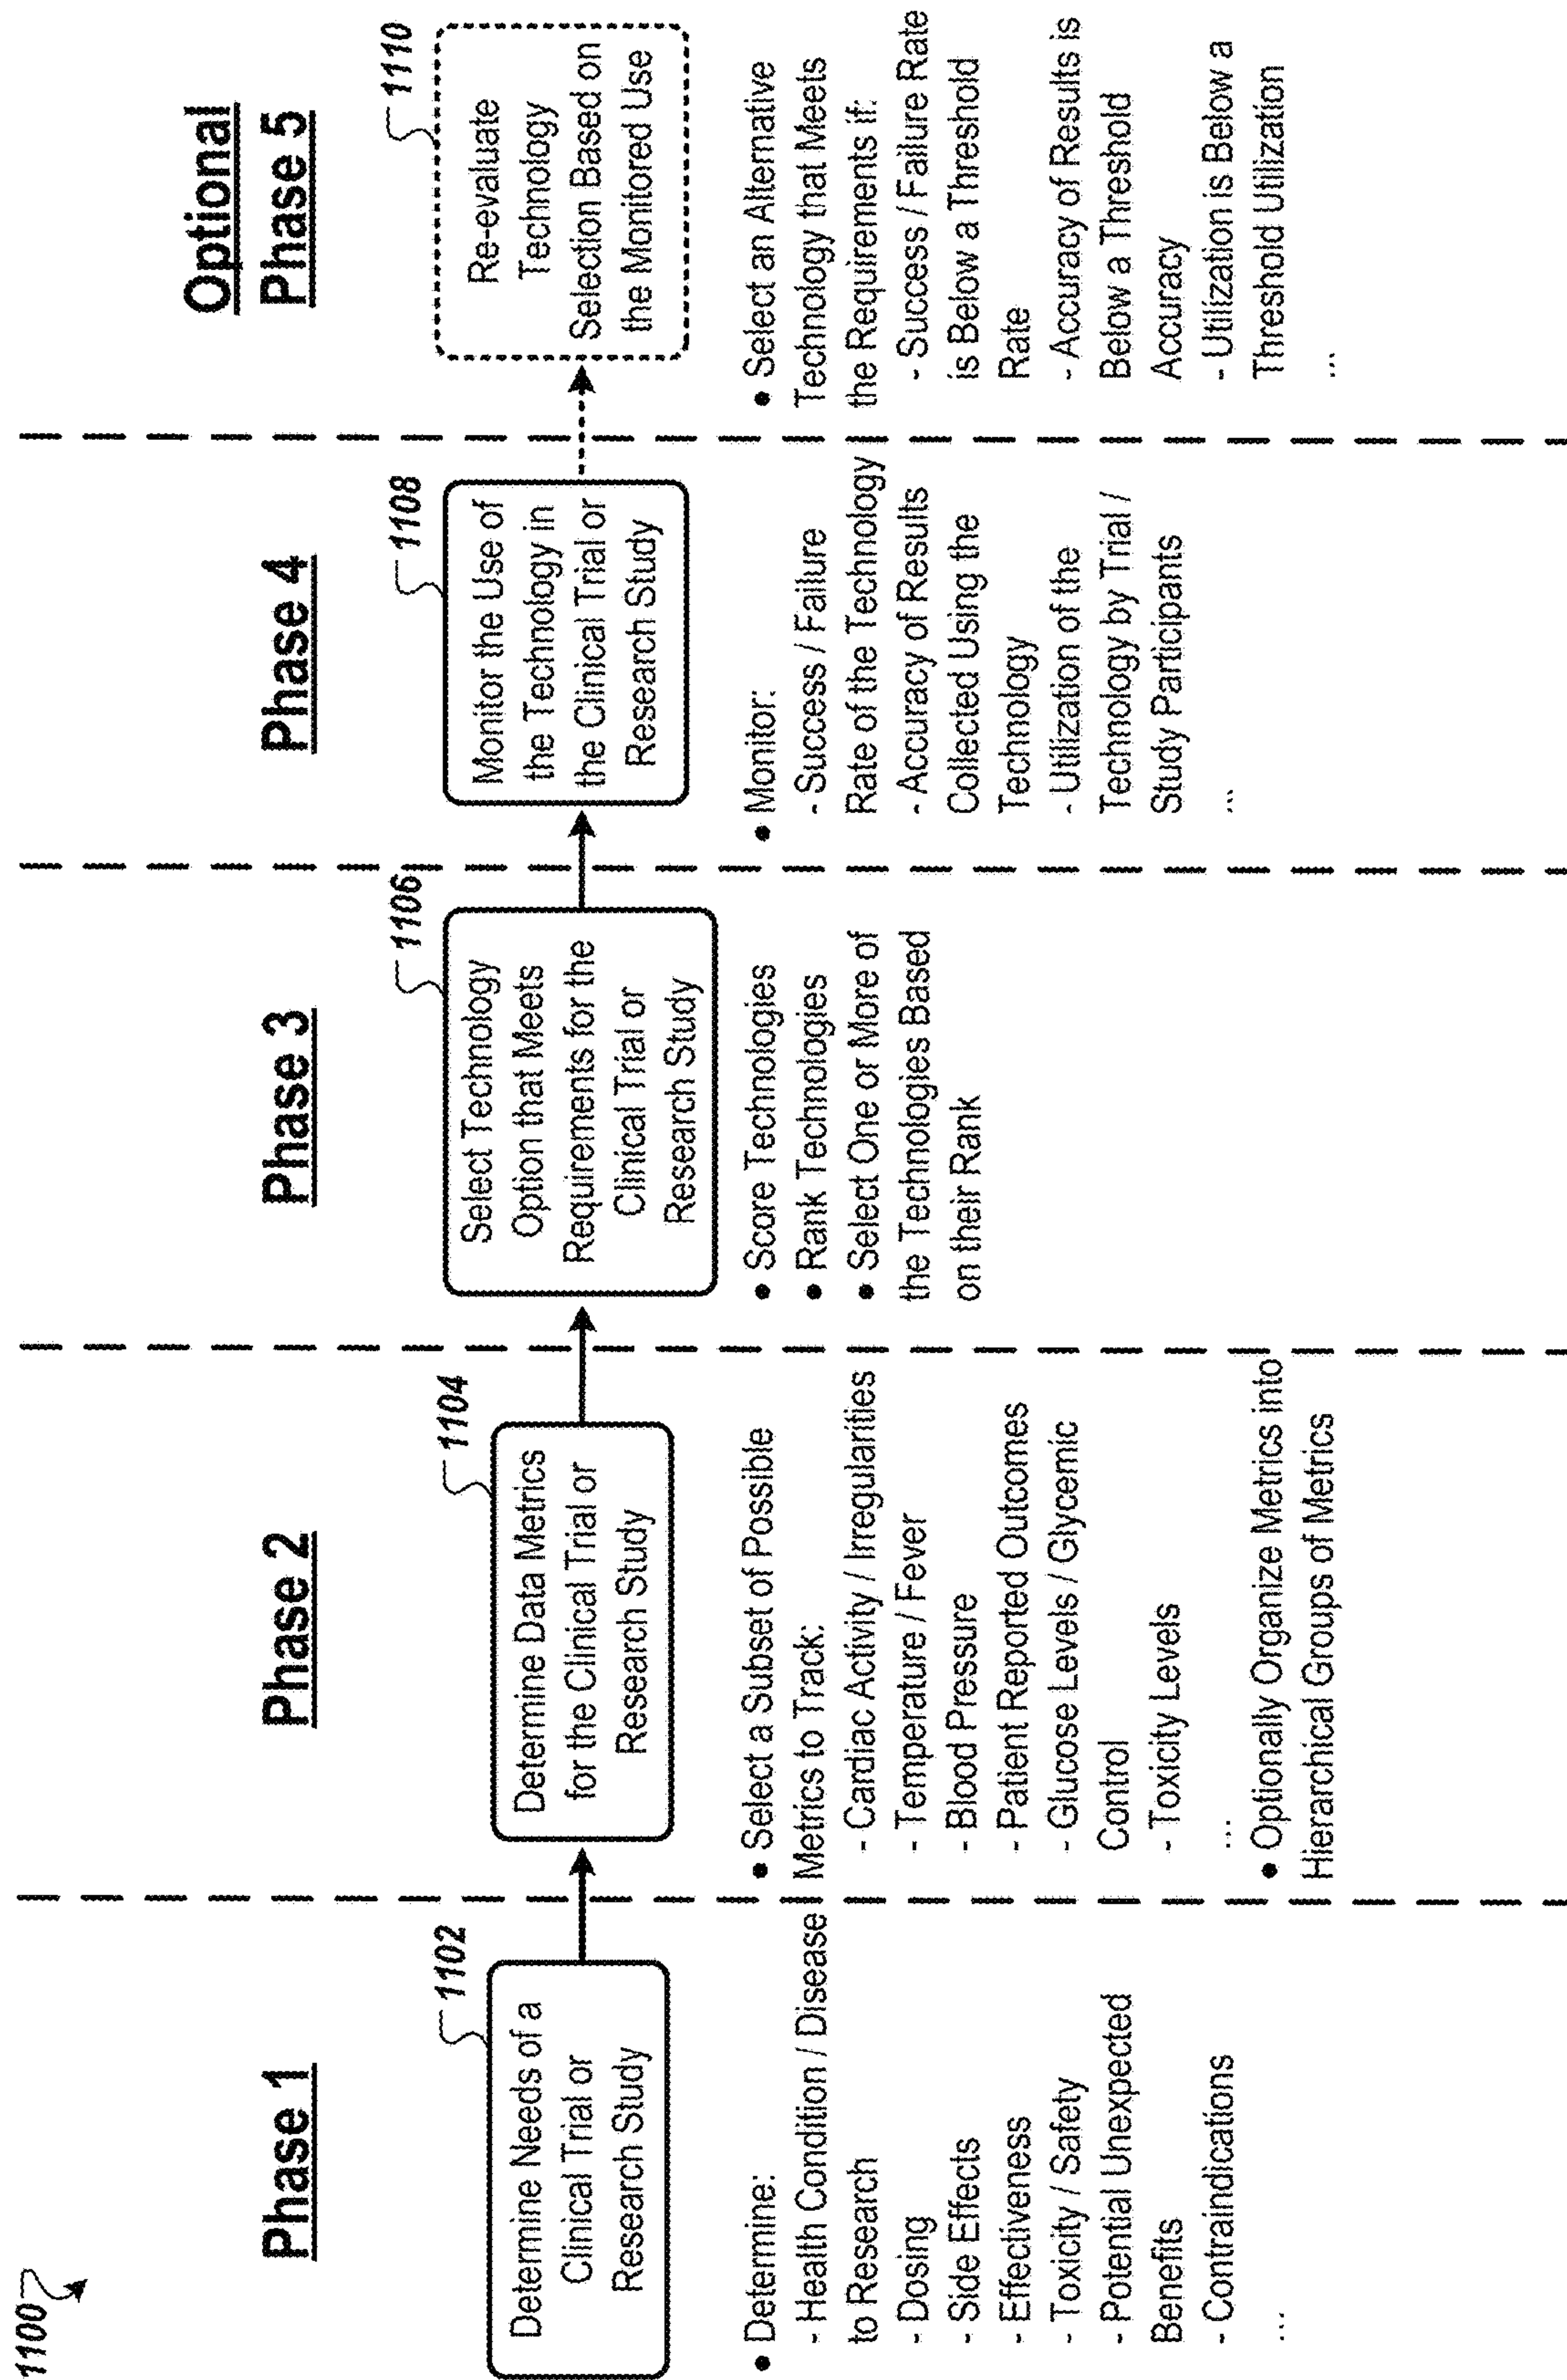 1100
Phase 1
1102
Determine Needs of a
Clinical Trial or
Research Study
• Determine:
- Health Condition / Disease
to Research
- Dosing
- Side Effects
- Effectiveness
- Toxicity / Safety
- Potential Unexpected
Benefits
- Contraindications
...
Phase 2
1104
Determine Data Metrics
for the Clinical Trial or
Research Study
• Select a Subset of Possible
Metrics to Track:
- Cardiac Activity / Irregularities
- Temperature / Fever
- Blood Pressure
- Patient Reported Outcomes
- Glucose Levels / Glycemic
Control
- Toxicity Levels
...
• Optionally Organize Metrics into
Hierarchical Groups of Metrics
Phase 3
1106
Select Technology
Option that Meets
Requirements for the
Clinical Trial or
Research Study
• Score Technologies
• Rank Technologies
• Select One or More of
the Technologies Based
on their Rank
Phase 4
1108
Monitor the Use of
the Technology in
the Clinical Trial or
Research Study
• Monitor:
- Success / Failure
Rate of the Technology
- Accuracy of Results
Collected Using the
Technology
- Utilization of the
Technology by Trial /
Study Participants
...
Optional
Phase 5
1110
Re-evaluate
Technology
Selection Based on
the Monitored Use
• Select an Alternative
Technology that Meets
the Requirements if:
- Success / Failure Rate
is Below a Threshold
Rate
- Accuracy of Results is
Below a Threshold
Accuracy
- Utilization is Below a
Threshold Utilization
...